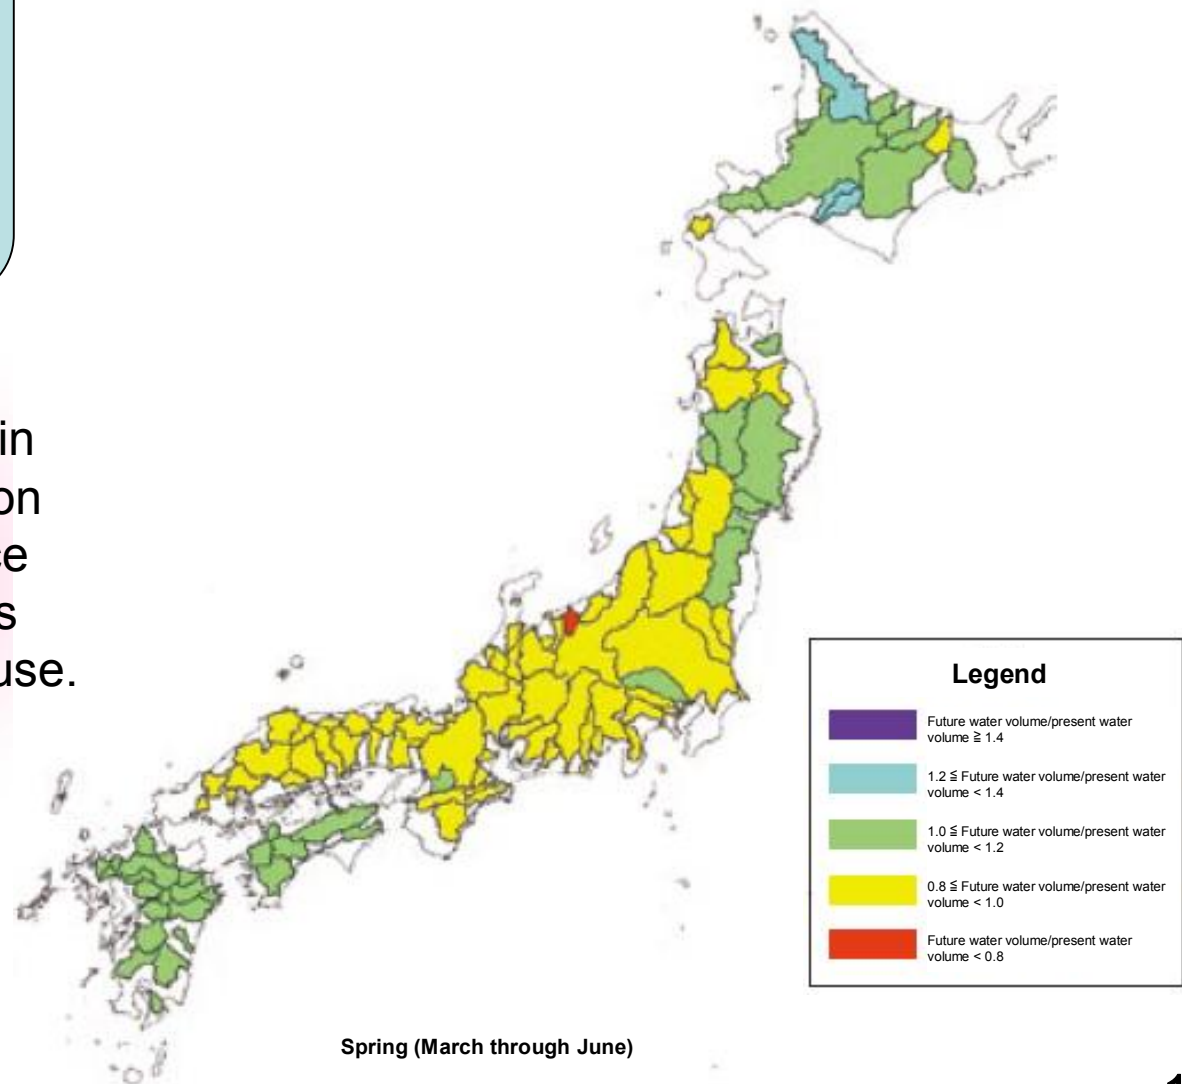 in
on
ce
s
use.
Legend
Future water volume/present water
volume ≧ 1.4
1.2 ≦ Future water volume/present water
volume < 1.4
1.0 ≦ Future water volume/present water
volume < 1.2
0.8 ≦ Future water volume/present water
volume < 1.0
Future water volume/present water
volume < 0.8
Spring (March through June)
1